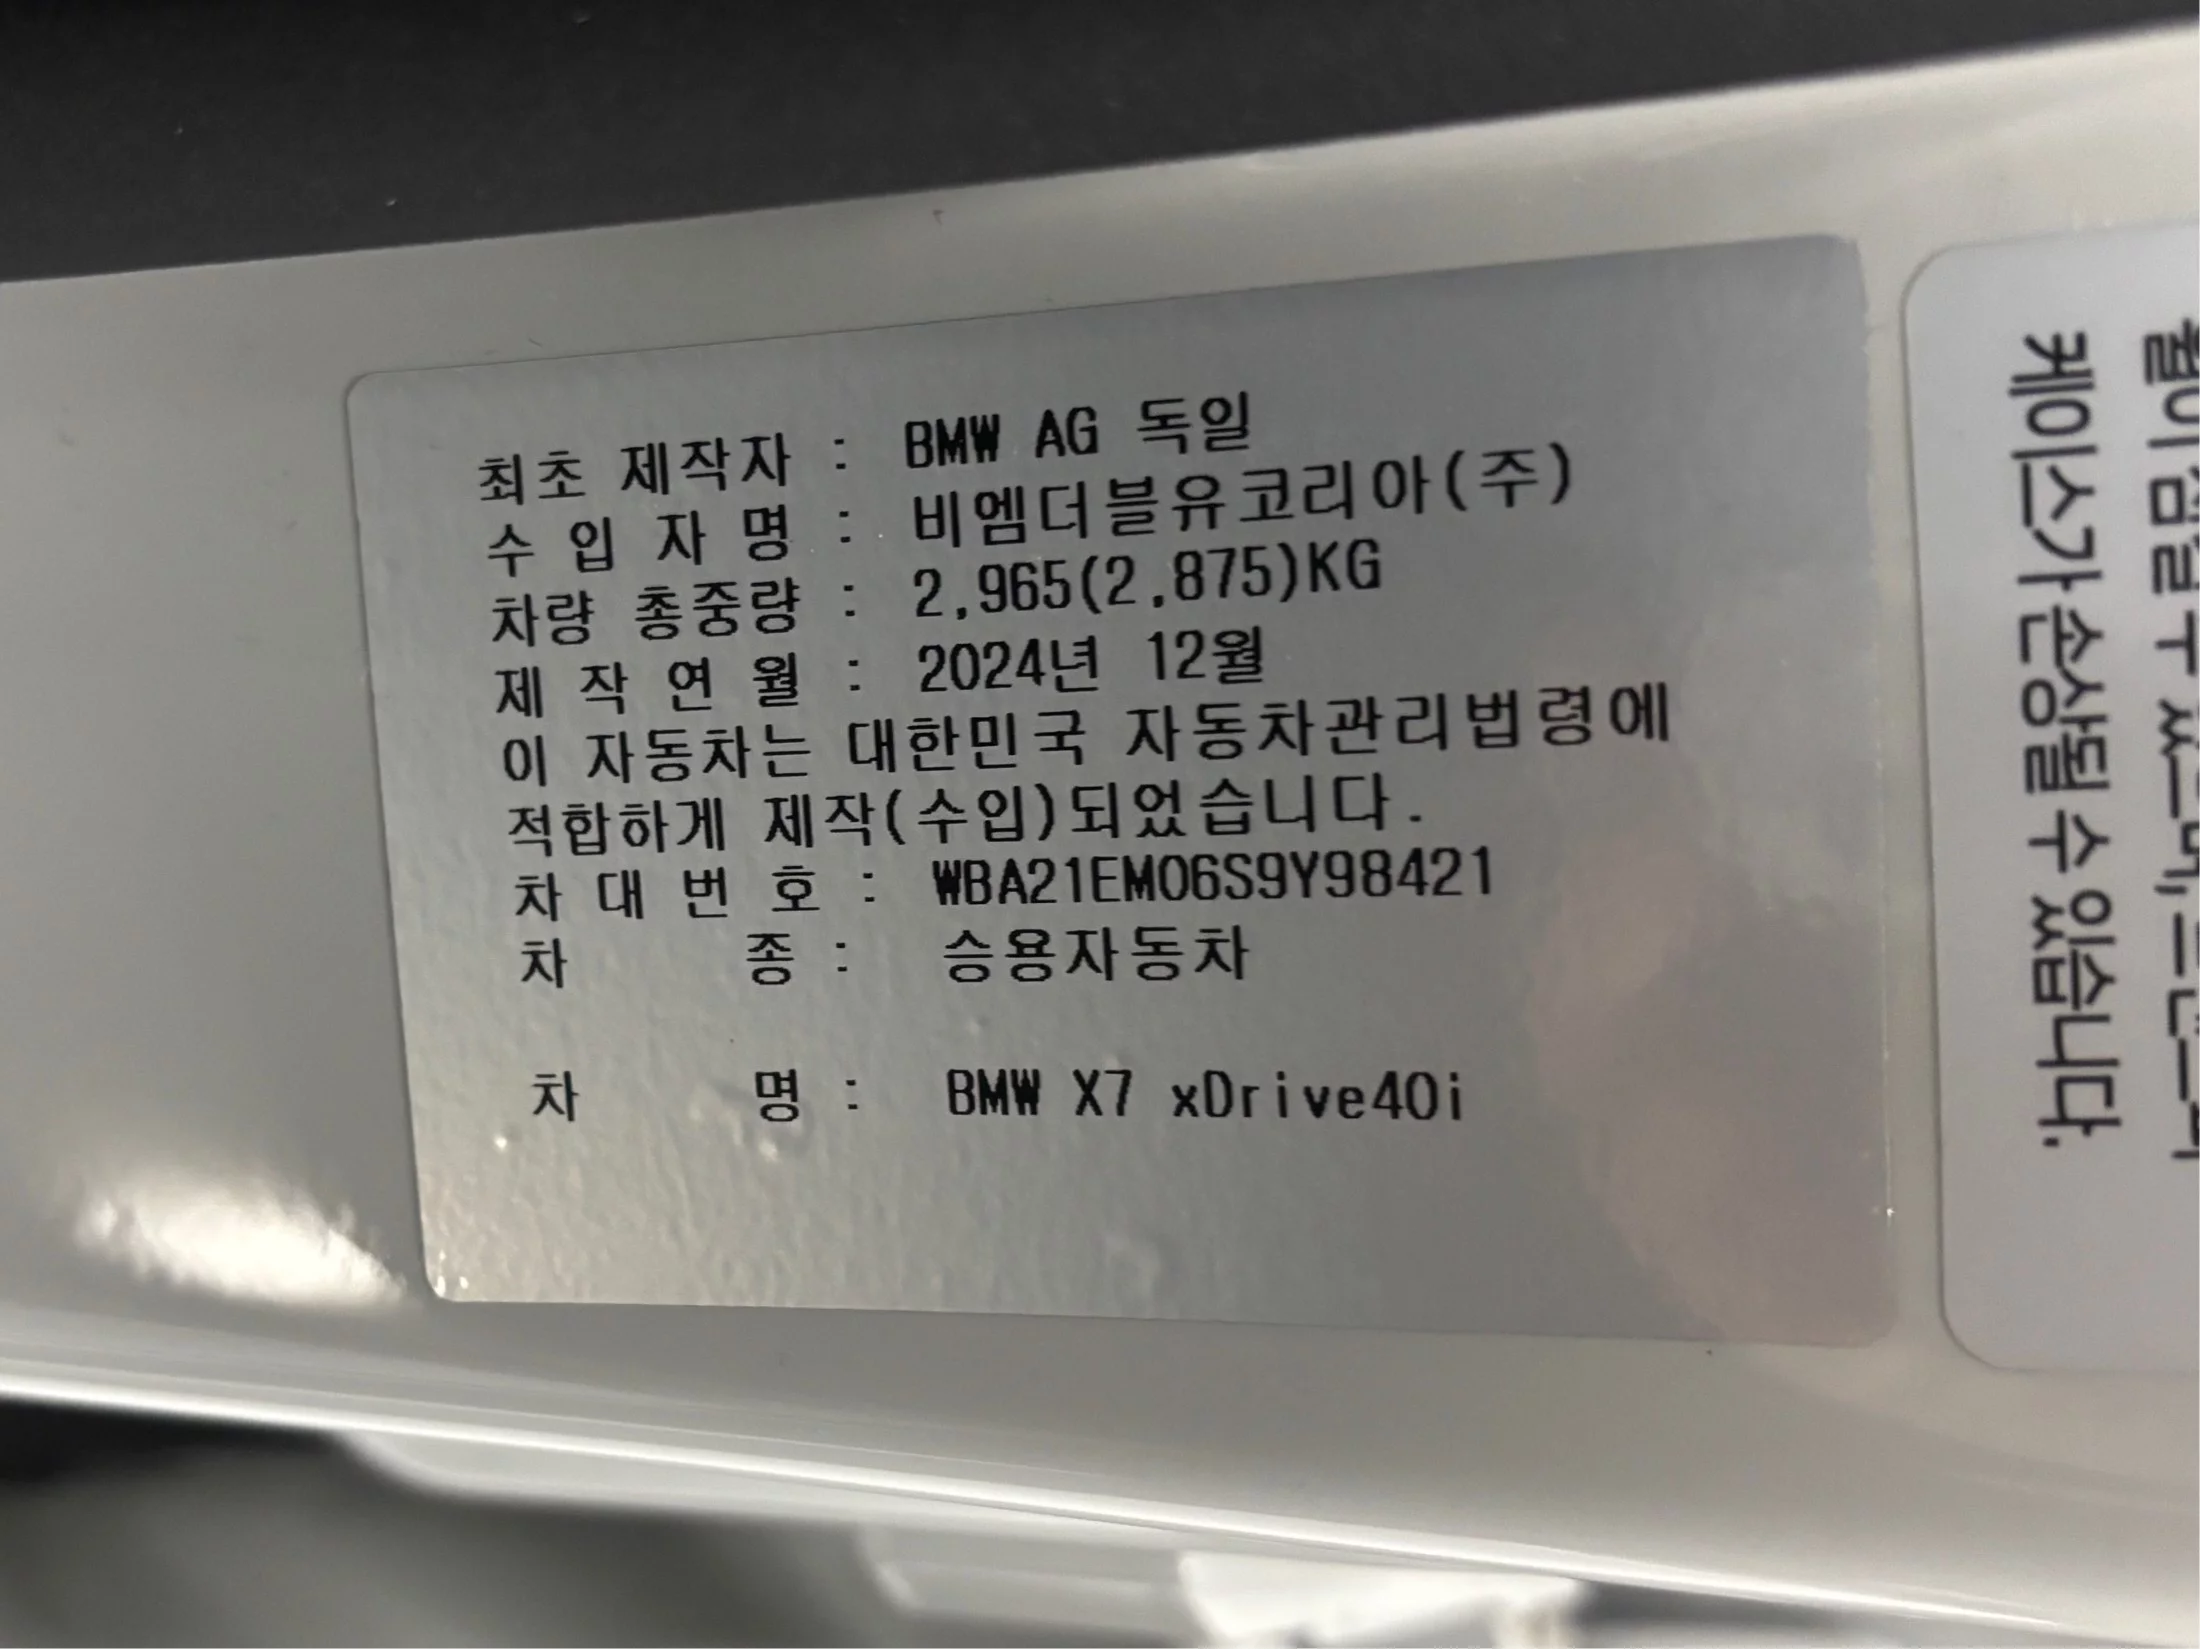 최초 제작자 : BMW AG 독일
수 입 자 명 : 비엠더블유코리아(주)
차량 총중량 : 2,965(2,875)KG
제 작 연 월 : 2024년 12월
이 자동차는 대한민국 자동차관리법령에
적합하게 제작(수입)되었습니다.
차 대 번 호 : WBA21EM06S9Y98421
차 종 : 승용자동차
차 명 : BMW X7 xDrive40i
케이스가 손상될 수 있습니다.